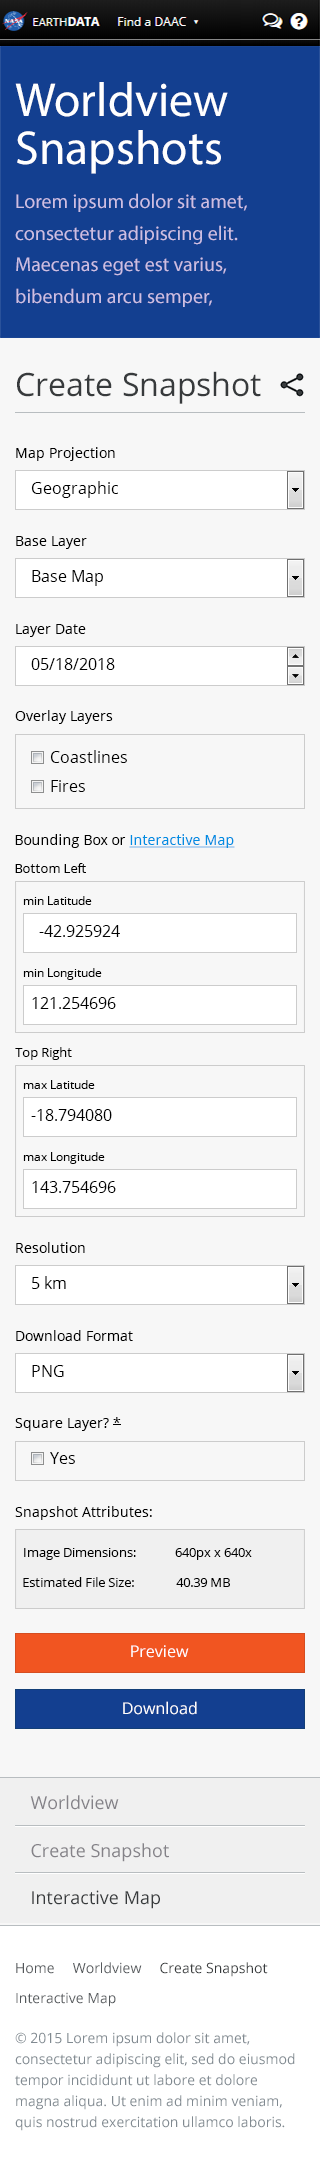 NASA EARTHDATA Find a DAAC
Worldview
Snapshots
Lorem ipsum dolor sit amet,
consectetur adipiscing elit.
Maecenas eget est varius,
bibendum arcu semper,
Create Snapshot
Map Projection
Geographic
Base Layer
Base Map
Layer Date
05/18/2018
Overlay Layers
Coastlines
Fires
Bounding Box or Interactive Map
Bottom Left
min Latitude
-42.925924
min Longitude
121.254696
Top Right
max Latitude
-18.794080
max Longitude
143.754696
Resolution
5 km
Download Format
PNG
Square Layer? *
Yes
Snapshot Attributes:
Image Dimensions: 640px x 640x
Estimated File Size: 40.39 MB
Preview
Download
Worldview
Create Snapshot
Interactive Map
Home Worldview Create Snapshot
Interactive Map
© 2015 Lorem ipsum dolor sit amet,
consectetur adipiscing elit, sed do eiusmod
tempor incididunt ut labore et dolore
magna aliqua. Ut enim ad minim veniam,
quis nostrud exercitation ullamco laboris.